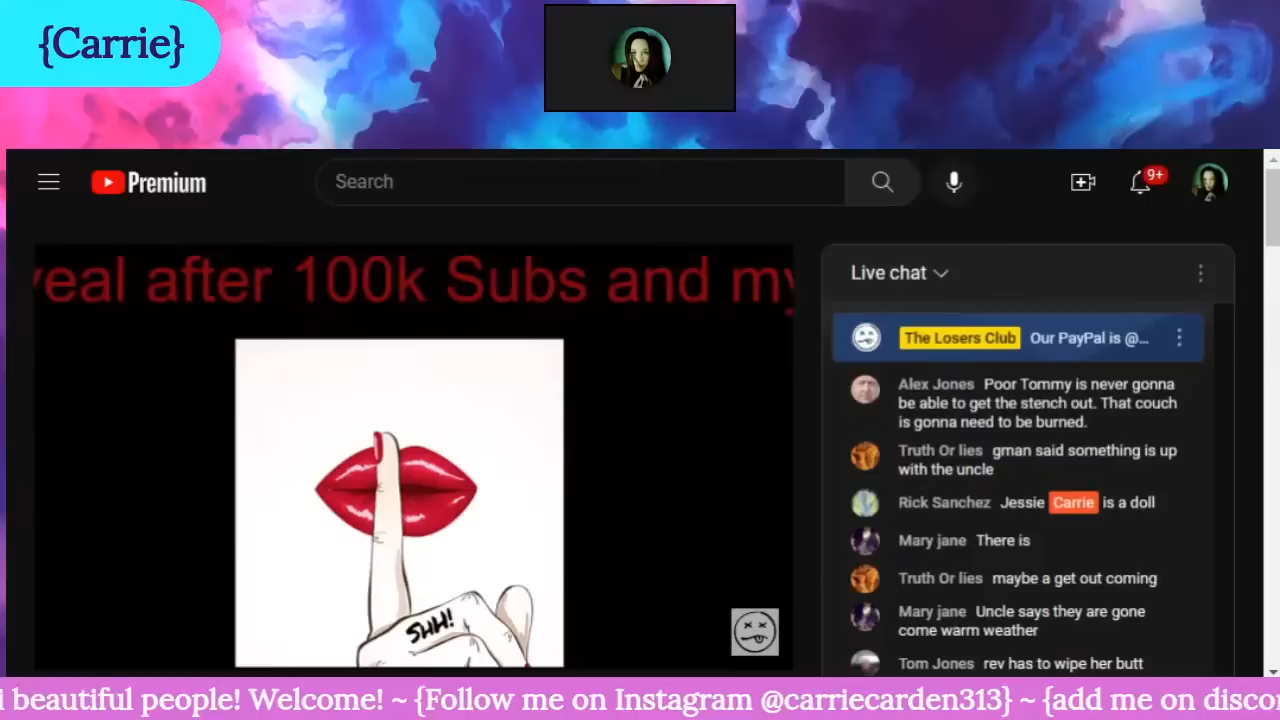 {Carrie}
Premium
Search
9+
veal after 100k Subs and my
SHH!
Live chat
The Losers Club Our PayPal is @...
Alex Jones Poor Tommy is never gonna
be able to get the stench out. That couch
is gonna need to be burned.
Truth Or lies gman said something is up
with the uncle
Rick Sanchez Jessie Carrie is a doll
Mary jane There is
Truth Or lies maybe a get out coming
Mary jane Uncle says they are gone
come warm weather
Tom Jones rev has to wipe her butt
i beautiful people! Welcome! ~ {Follow me on Instagram @carriecarden313} ~ {add me on discor